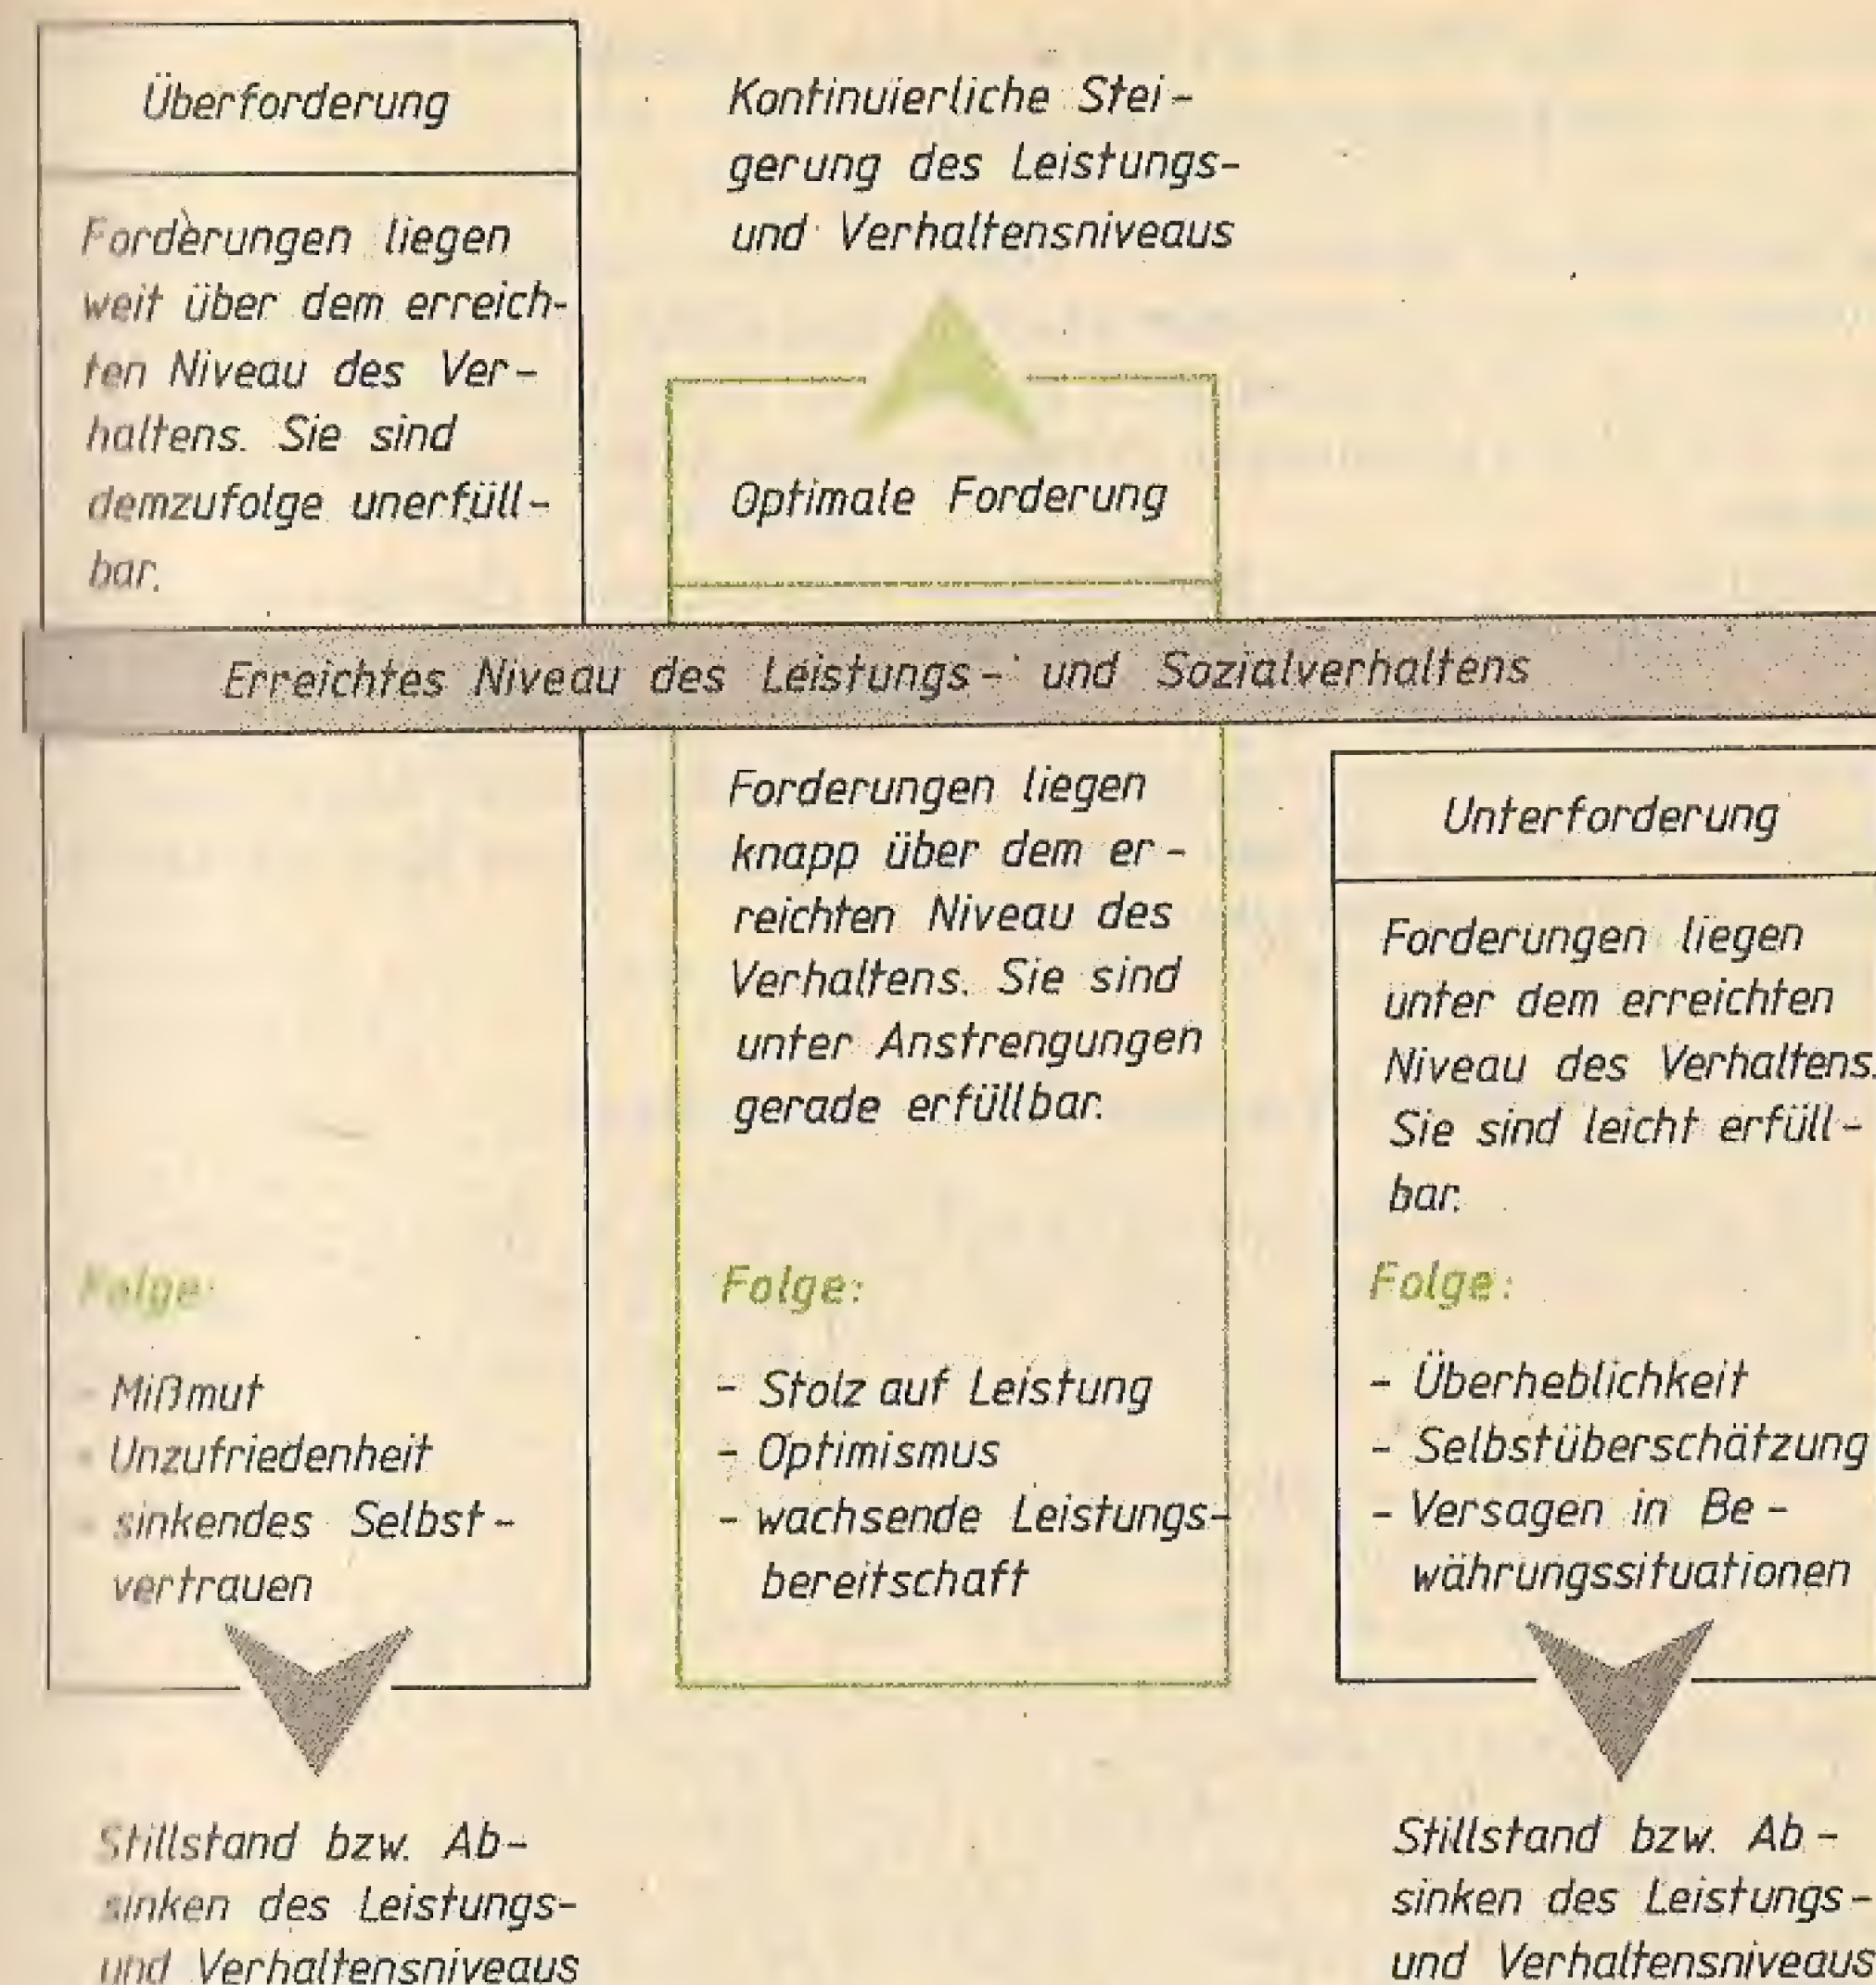 Überforderung
Forderungen liegen
weit über dem erreich-
ten Niveau des Ver-
haltens. Sie sind
demzufolge unerfüll-
bar.
Kontinuierliche Stei-
gerung des Leistungs-
und Verhaltensniveaus
Optimale Forderung
Erreichtes Niveau des Leistungs- und Sozialverhaltens
Folge:
- Mißmut
- Unzufriedenheit
- sinkendes Selbst-
vertrauen
Stillstand bzw. Ab-
sinken des Leistungs-
und Verhaltensniveaus
Forderungen liegen
knapp über dem er-
reichten Niveau des
Verhaltens. Sie sind
unter Anstrengungen
gerade erfüllbar.
Folge:
- Stolz auf Leistung
- Optimismus
- wachsende Leistungs-
bereitschaft
Unterforderung
Forderungen liegen
unter dem erreichten
Niveau des Verhaltens.
Sie sind leicht erfüll-
bar.
Folge:
- Überheblichkeit
- Selbstüberschätzung
- Versagen in Be-
währungssituationen
Stillstand bzw. Ab-
sinken des Leistungs-
und Verhaltensniveaus